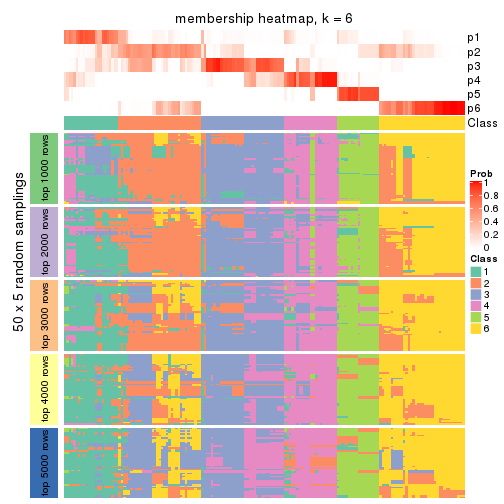 membership heatmap, k = 6
p1
p2
p3
p4
p5
p6
Class
50 x 5 random samplings
top 1000 rows
top 2000 rows
top 3000 rows
top 4000 rows
top 5000 rows
Prob
1
0.8
0.6
0.4
0.2
0
Class
1
2
3
4
5
6